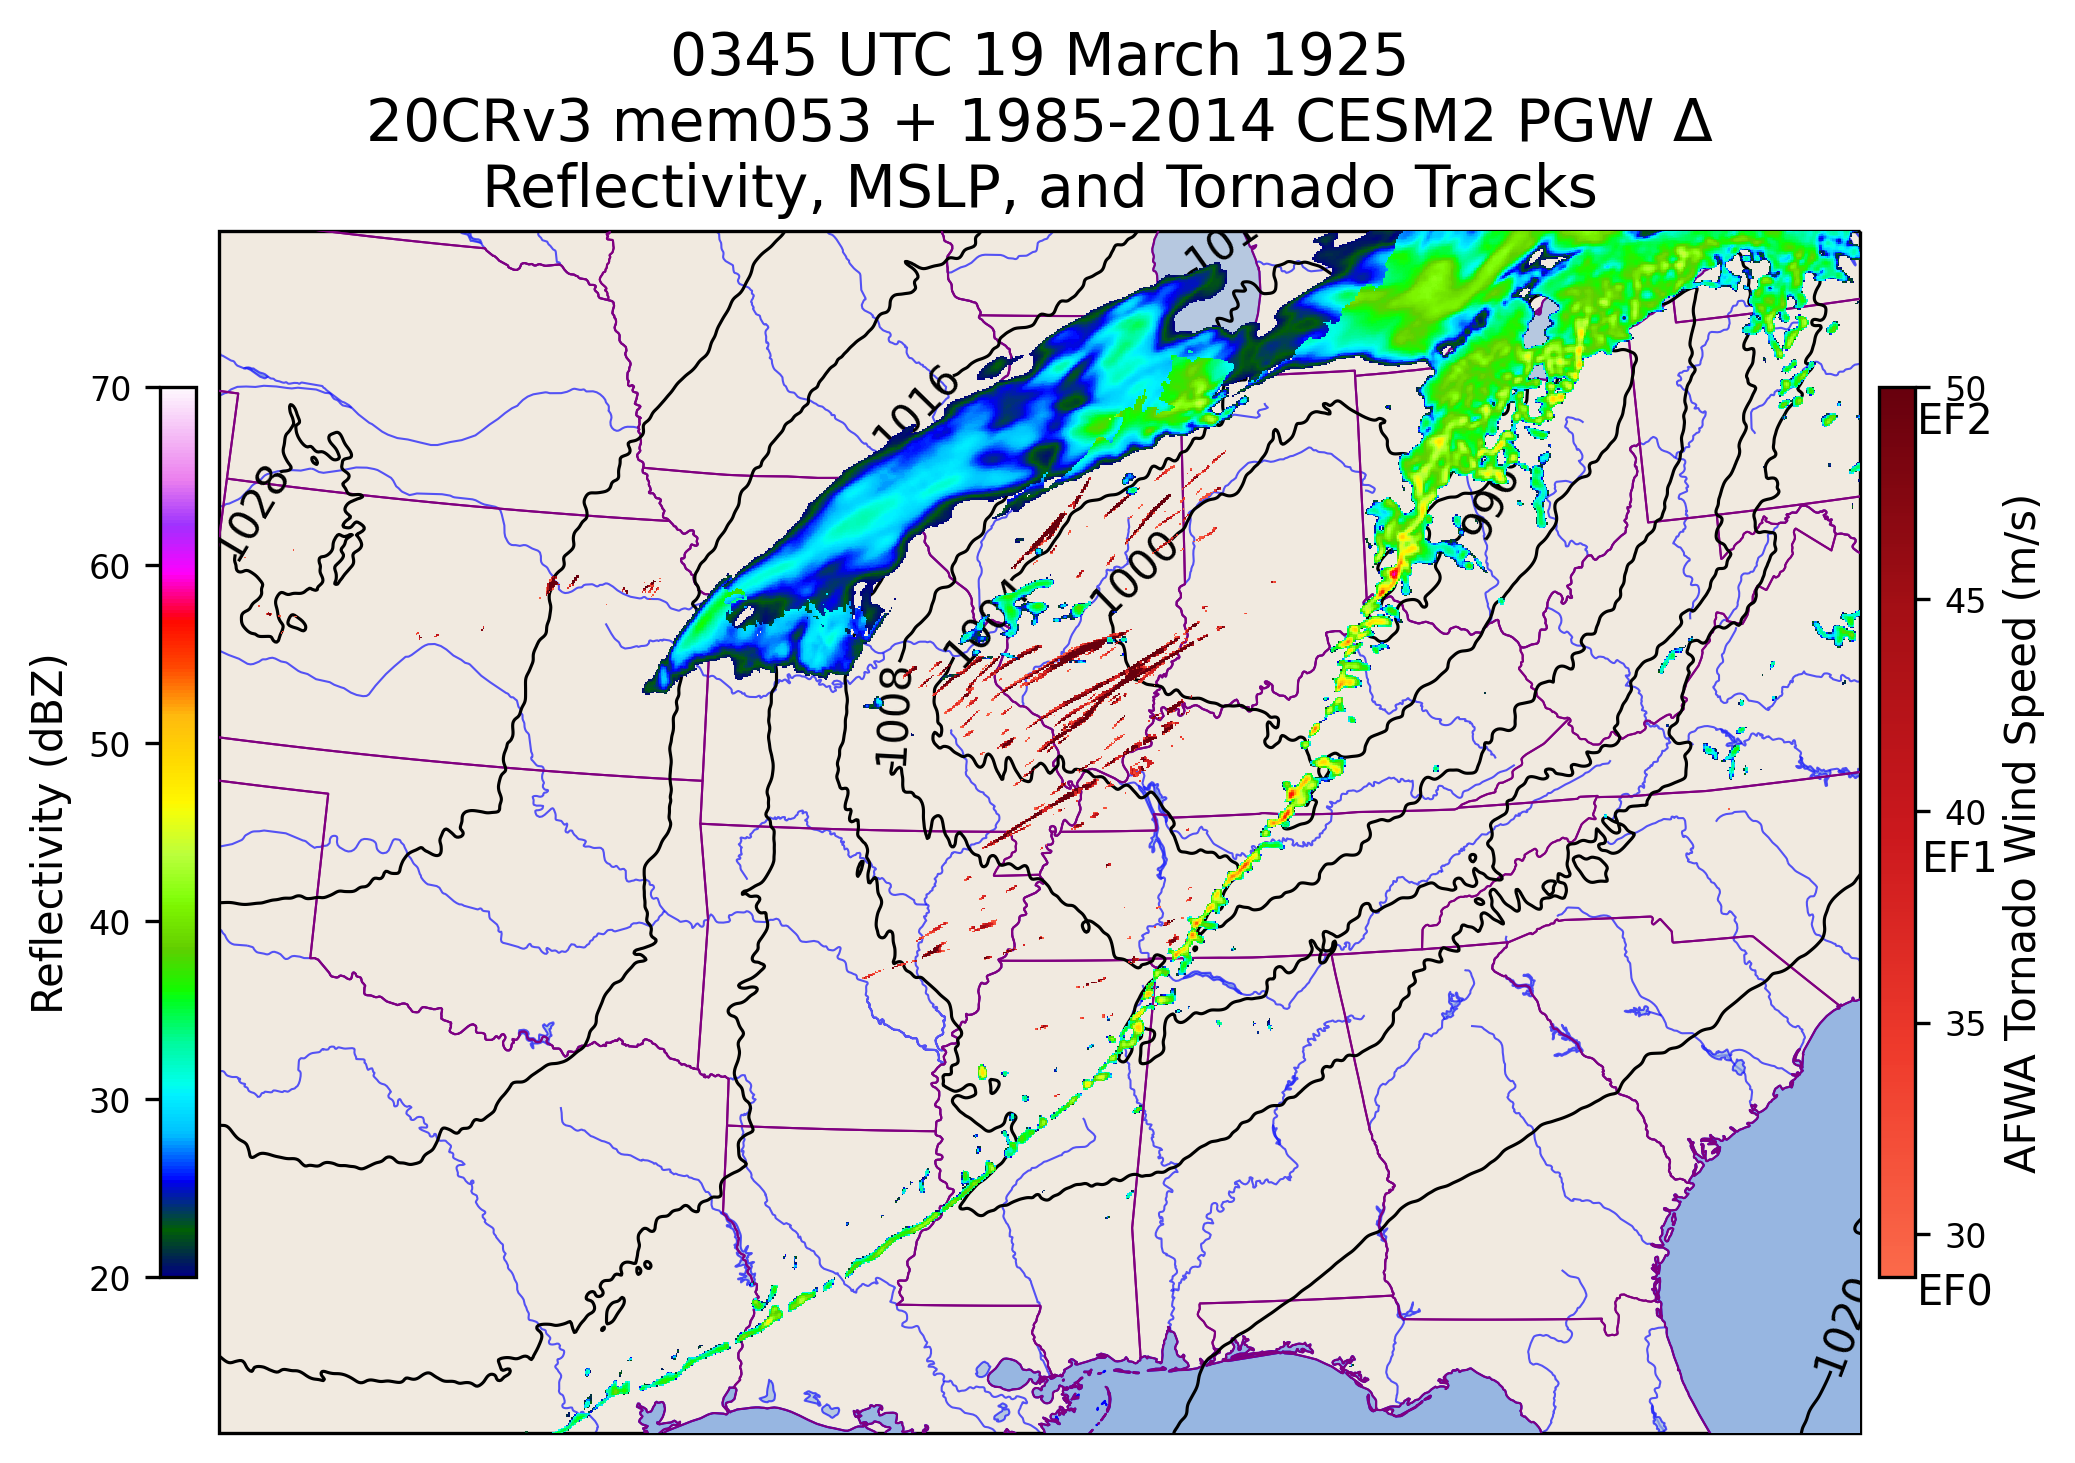 0345 UTC 19 March 1925
20CRv3 mem053 + 1985-2014 CESM2 PGW Δ
Reflectivity, MSLP, and Tornado Tracks
70
60
50
40
30
20
Reflectivity (dBZ)
1016
1028
990
1000
1004
1008
1020
50
EF2
45
40
EF1
35
30
EF0
AFWA Tornado Wind Speed (m/s)